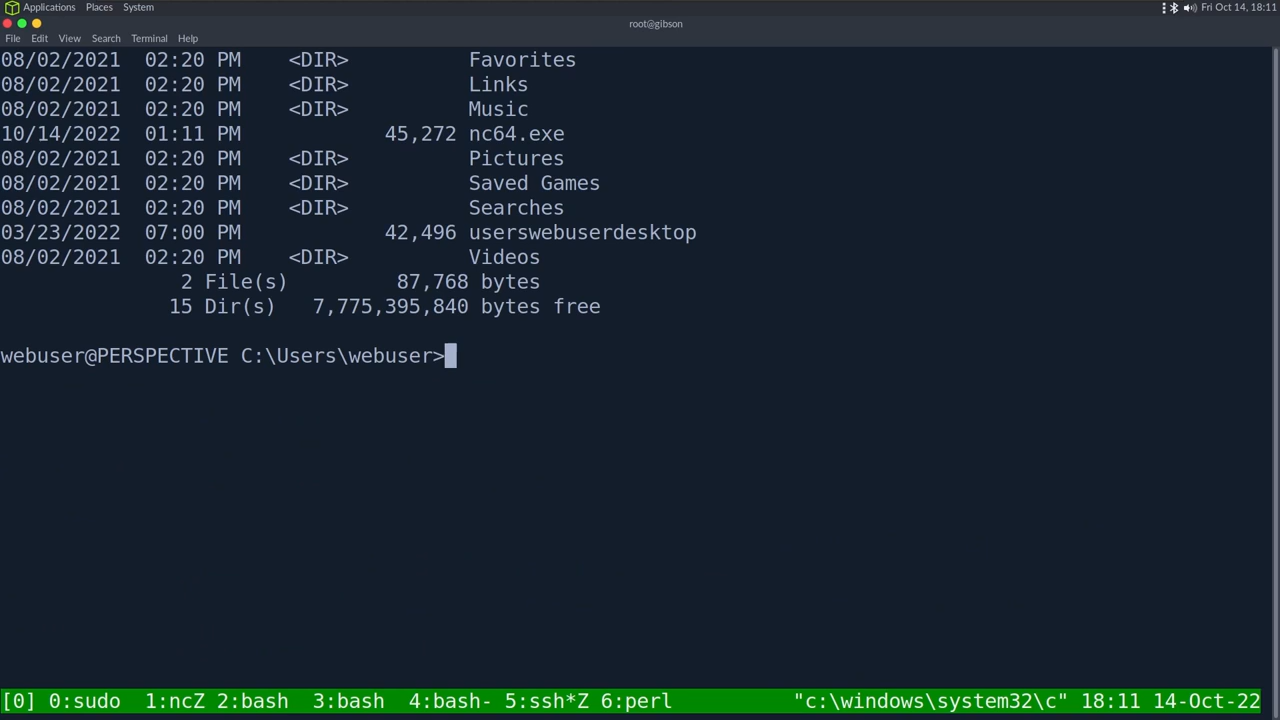 Applications Places System Fri Oct 14, 18:11
root@gibson
File Edit View Search Terminal Help
08/02/2021  02:20 PM    <DIR>          Favorites
08/02/2021  02:20 PM    <DIR>          Links
08/02/2021  02:20 PM    <DIR>          Music
10/14/2022  01:11 PM            45,272 nc64.exe
08/02/2021  02:20 PM    <DIR>          Pictures
08/02/2021  02:20 PM    <DIR>          Saved Games
08/02/2021  02:20 PM    <DIR>          Searches
03/23/2022  07:00 PM            42,496 userswebuserdesktop
08/02/2021  02:20 PM    <DIR>          Videos
               2 File(s)         87,768 bytes
              15 Dir(s)   7,775,395,840 bytes free
webuser@PERSPECTIVE C:\Users\webuser>
[0] 0:sudo  1:ncZ 2:bash  3:bash  4:bash- 5:ssh*Z 6:perl "c:\windows\system32\c" 18:11 14-Oct-22